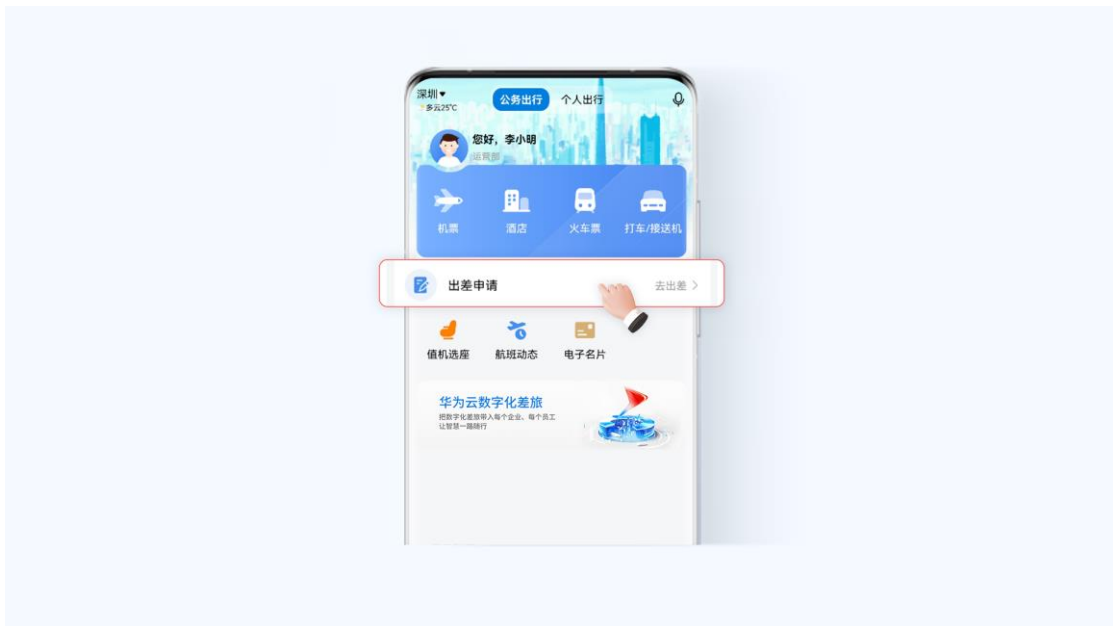 深圳
多云25°C
公务出行
个人出行
您好，李小明
运营部
机票
酒店
火车票
打车/接送机
出差申请
去出差
值机选座
航班动态
电子名片
华为云数字化差旅
把数字化差旅带入每个企业、每个员工
让智慧一路随行